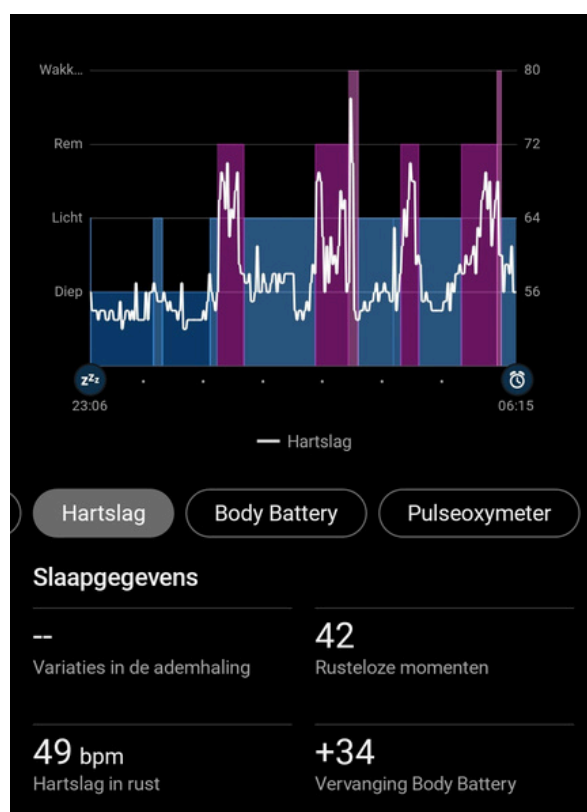 Wakk... 80
Rem 72
Licht 64
Diep 56
zZz
23:06 06:15
Hartslag
Hartslag Body Battery Pulseoxymeter
Slaapgegevens
-- 42
Variaties in de ademhaling Rusteloze momenten
49 bpm +34
Hartslag in rust Vervanging Body Battery